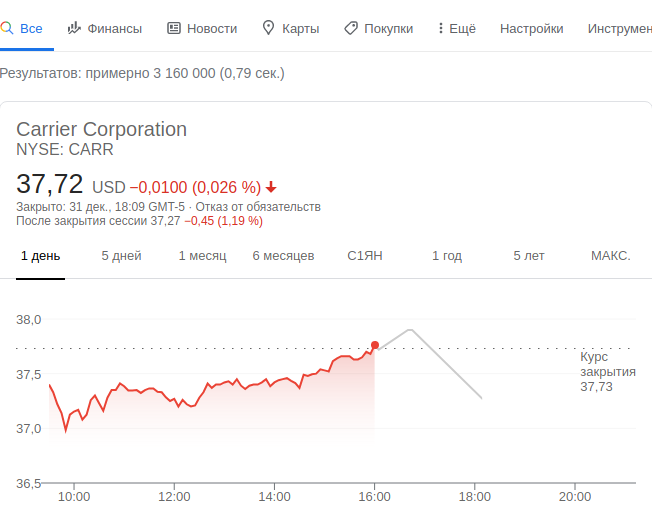 Все Финансы Новости Карты Покупки Ещё Настройки Инструмен
Результатов: примерно 3 160 000 (0,79 сек.)
Carrier Corporation
NYSE: CARR
37,72 USD −0,0100 (0,026 %)
Закрыто: 31 дек., 18:09 GMT-5 · Отказ от обязательств
После закрытия сессии 37,27 −0,45 (1,19 %)
1 день 5 дней 1 месяц 6 месяцев С1ЯН 1 год 5 лет МАКС.
38,0
Курс
закрытия
37,73
37,5
37,0
36,5
10:00 12:00 14:00 16:00 18:00 20:00